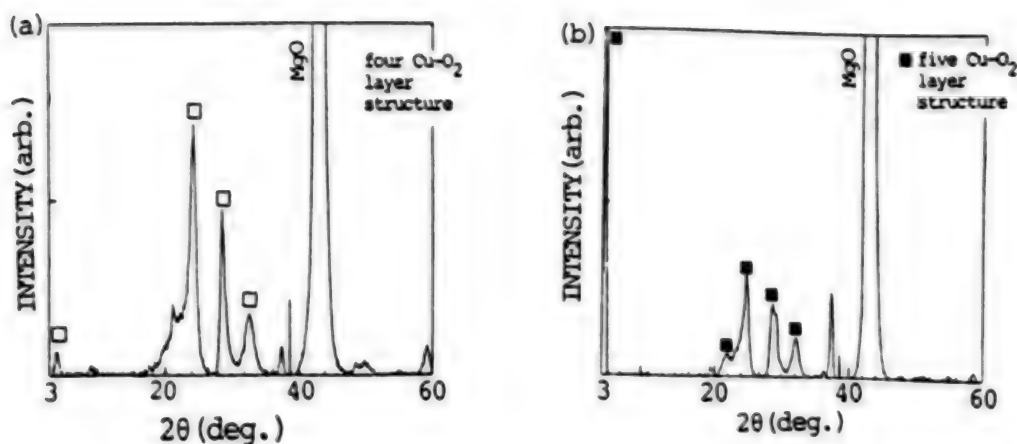 (a)
INTENSITY(arb.)
MgO
four Cu-O₂
layer
structure
□
□
□
□
3 20 40 60
2θ(deg.)
(b)
INTENSITY(arb.)
MgO
■ five Cu-O₂
layer
structure
■
■
■
■
■
3 20 40 60
2θ(deg.)